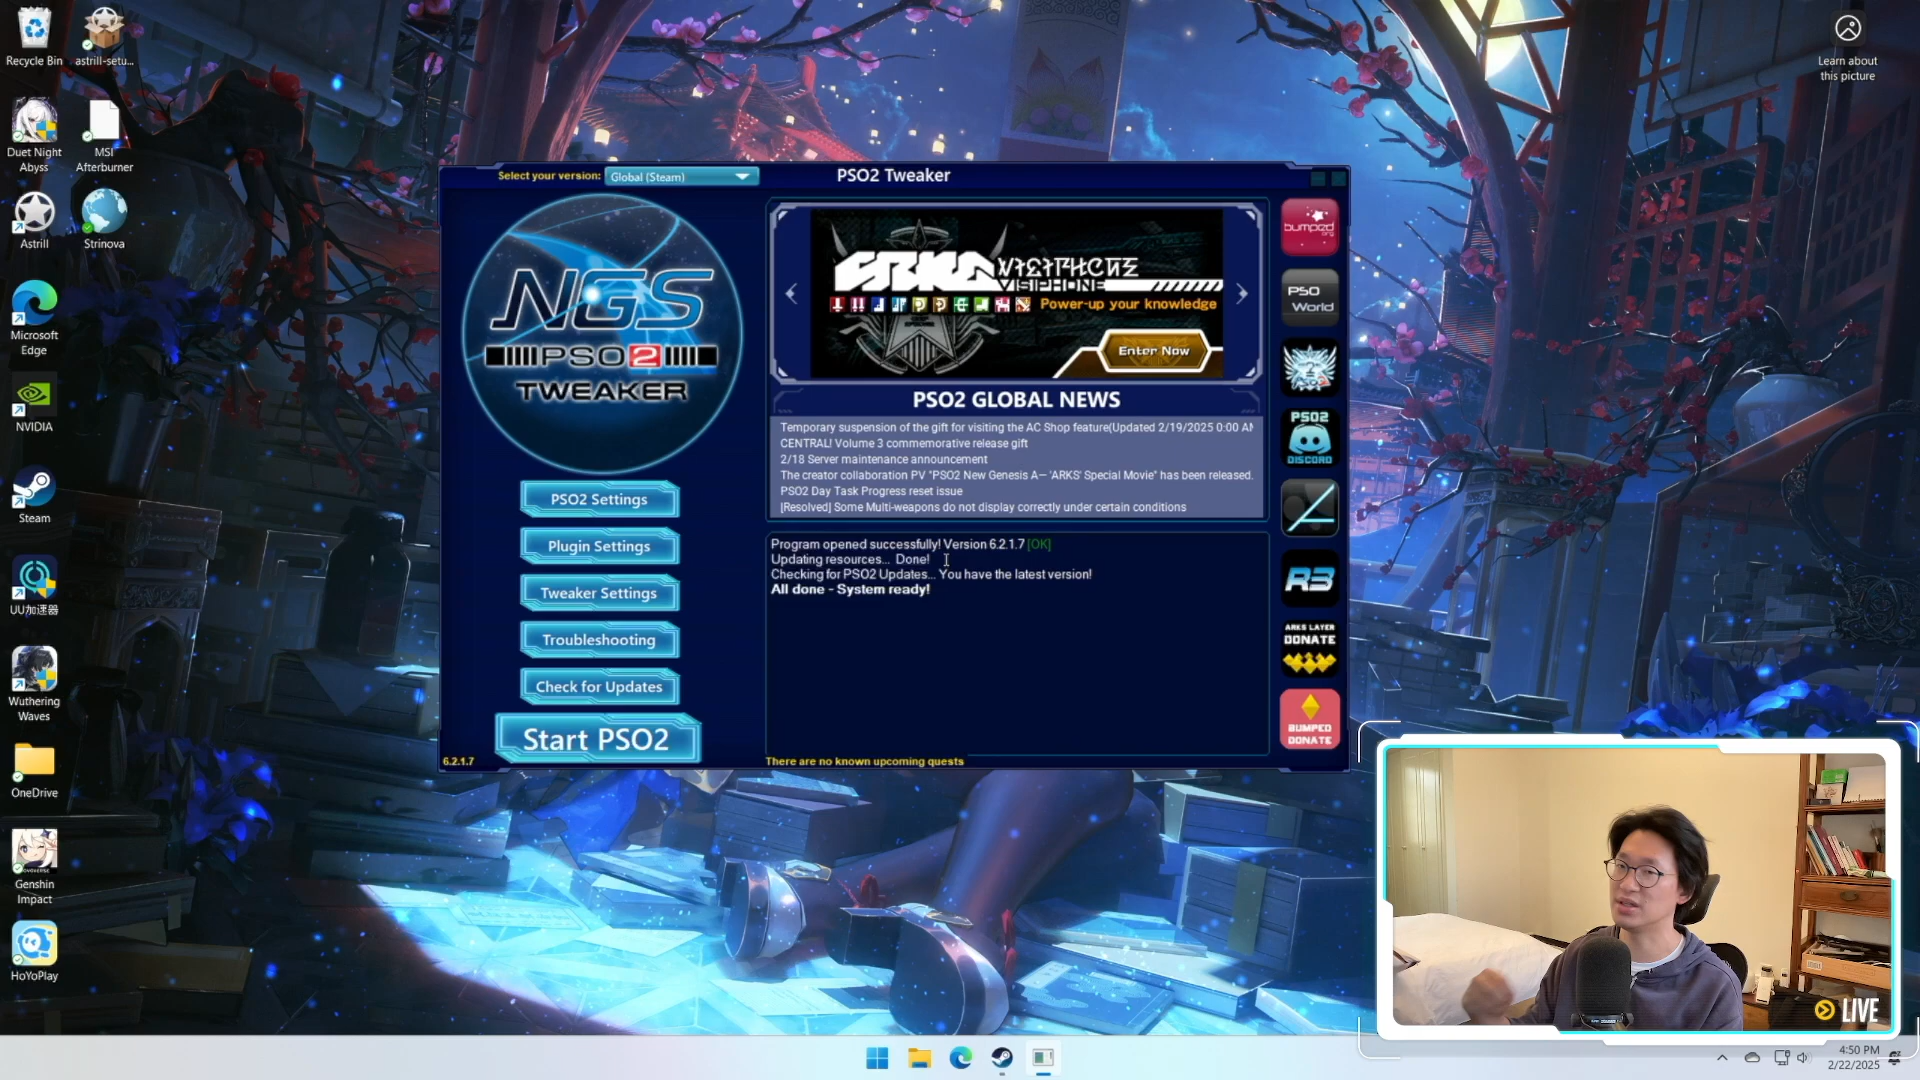 Recycle Bin
astrill-setu...
Duet Night
Abyss
MSI
Afterburner
Astrill
Strinova
Microsoft
Edge
NVIDIA
Steam
UU加速器
Wuthering
Waves
OneDrive
Genshin
Impact
HoYoPlay
Learn about
this picture
Select your version:
Global (Steam)
PSO2 Tweaker
NGS
PSO2
TWEAKER
PSO2 Settings
Plugin Settings
Tweaker Settings
Troubleshooting
Check for Updates
Start PSO2
6.2.1.7
ARKS
VISIPHONE
Power-up your knowledge
Enter Now
PSO2 GLOBAL NEWS
Temporary suspension of the gift for visiting the AC Shop feature(Updated 2/19/2025 0:00 AM
CENTRAL! Volume 3 commemorative release gift
2/18 Server maintenance announcement
The creator collaboration PV "PSO2 New Genesis A— 'ARKS' Special Movie" has been released.
PSO2 Day Task Progress reset issue
[Resolved] Some Multi-weapons do not display correctly under certain conditions
Program opened successfully! Version 6.2.1.7 [OK]
Updating resources... Done!
Checking for PSO2 Updates... You have the latest version!
All done - System ready!
There are no known upcoming quests
bumped.org
PSO
World
PSO2
DISCORD
R3
ARKS LAYER
DONATE
BUMPED
DONATE
LIVE
4:50 PM
2/22/2025